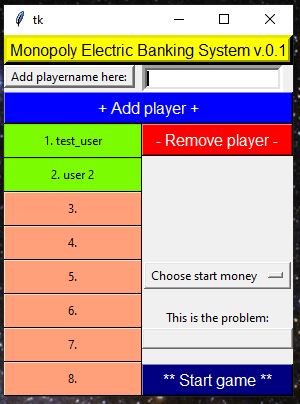 tk
Monopoly Electric Banking System v.0.1
Add playername here:
+ Add player +
1. test_user
- Remove player -
2. user 2
3.
4.
5.
Choose start money
6.
This is the problem:
7.
8.
** Start game **